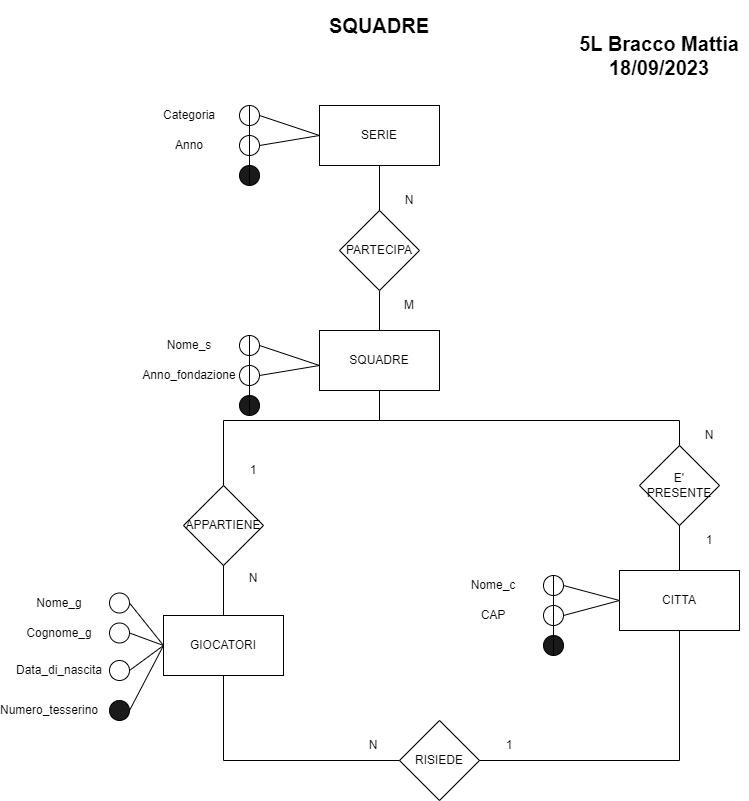 SQUADRE
5L Bracco Mattia
18/09/2023
Categoria
SERIE
Anno
N
PARTECIPA
M
Nome_s
SQUADRE
Anno_fondazione
N
1
E'
PRESENTE
APPARTIENE
1
N
Nome_c
CITTA
CAP
Nome_g
Cognome_g
GIOCATORI
Data_di_nascita
Numero_tesserino
N
1
RISIEDE